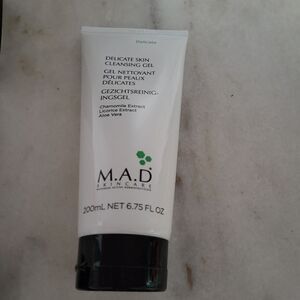 Delicate
DELICATE SKIN
CLEANSING GEL
GEL NETTOYANT
POUR PEAUX
DÉLICATES
GEZICHTSREINIG-
INGSGEL
Chamomile Extract
Licorice Extract
Aloe Vera
M.A.D
SKINCARE
200mL NET 6.75 FL OZ